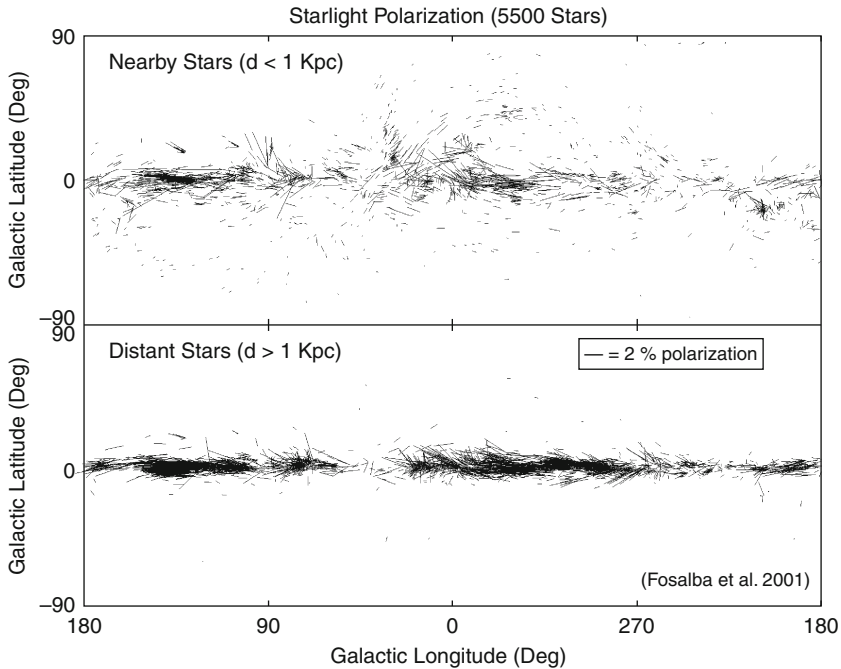 Starlight Polarization (5500 Stars)
90
Nearby Stars (d < 1 Kpc)
Galactic Latitude (Deg)
0
−90
90
Distant Stars (d > 1 Kpc)
— = 2 % polarization
Galactic Latitude (Deg)
0
(Fosalba et al. 2001)
−90
180 90 0 270 180
Galactic Longitude (Deg)